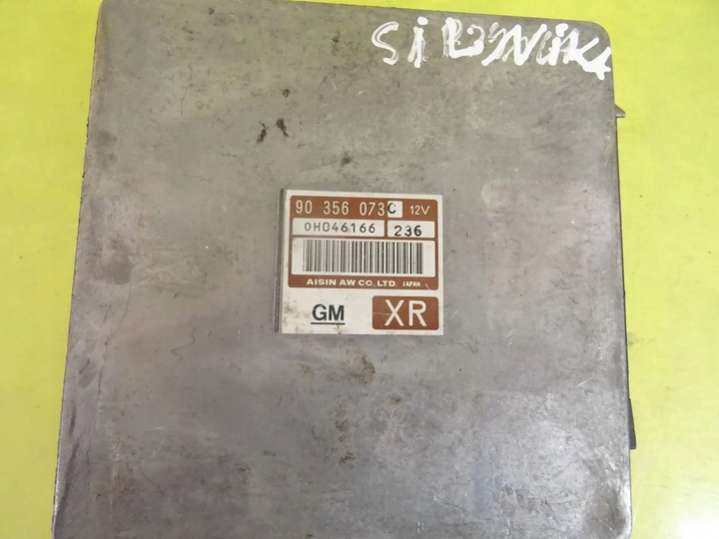 90 356 073C 12V
0H046166 236
AISIN AW CO. LTD. JAPAN
GM XR